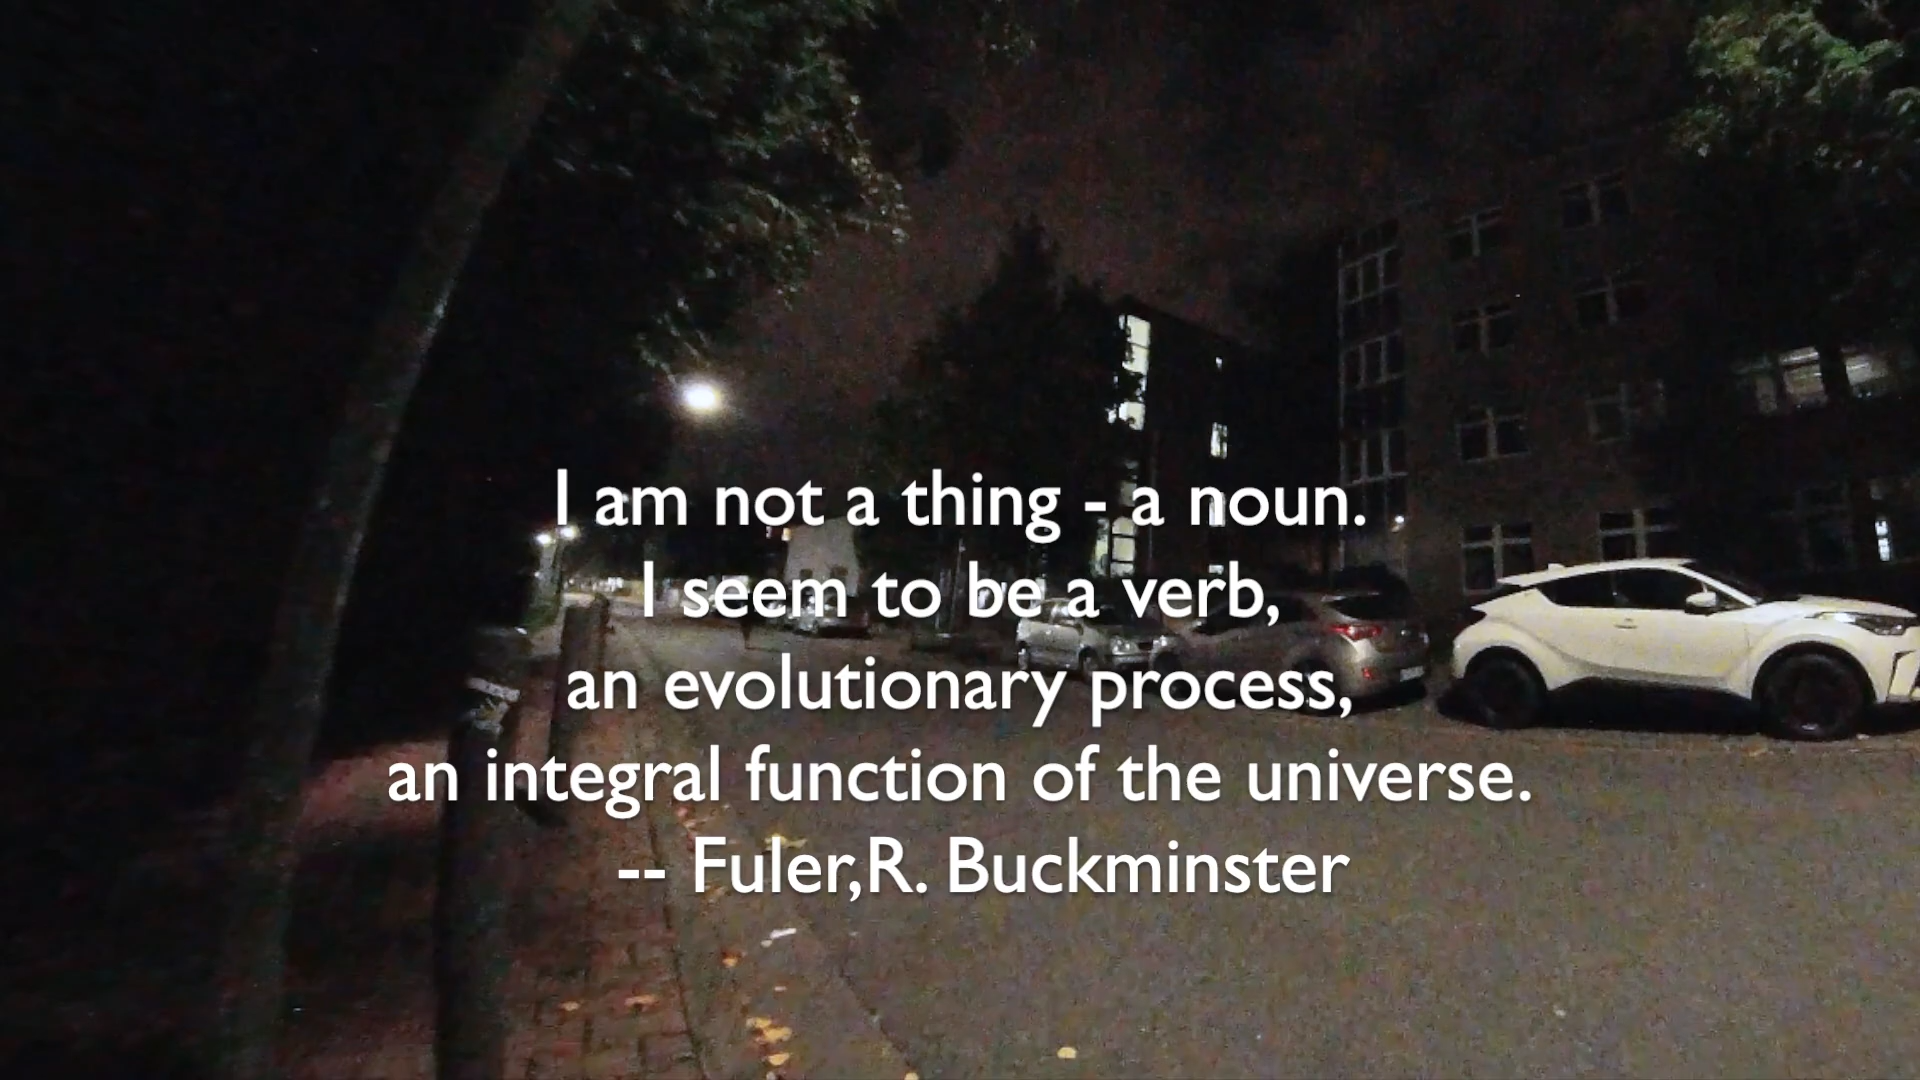 I am not a thing - a noun.
I seem to be a verb,
an evolutionary process,
an integral function of the universe.
-- Fuler,R. Buckminster